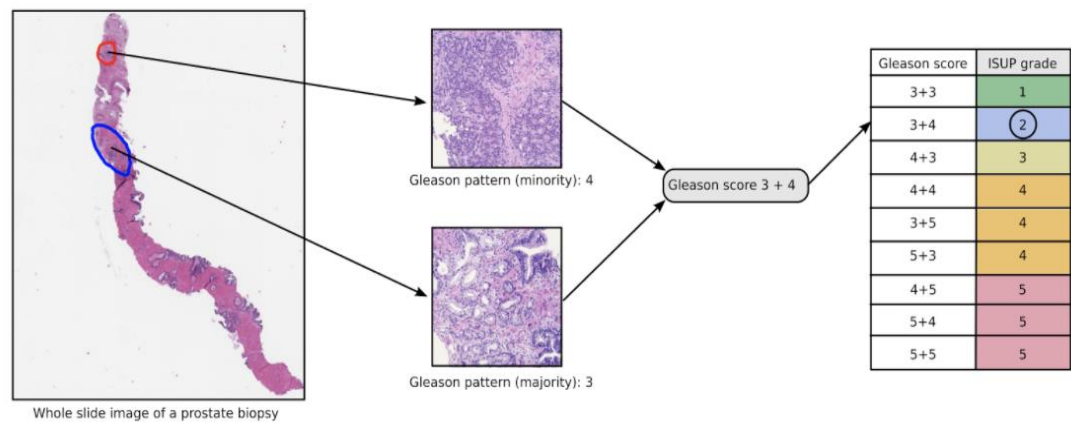 Whole slide image of a prostate biopsy
Gleason pattern (minority): 4
Gleason pattern (majority): 3
Gleason score 3 + 4
Gleason score ISUP grade
3+3 1
3+4 2
4+3 3
4+4 4
3+5 4
5+3 4
4+5 5
5+4 5
5+5 5